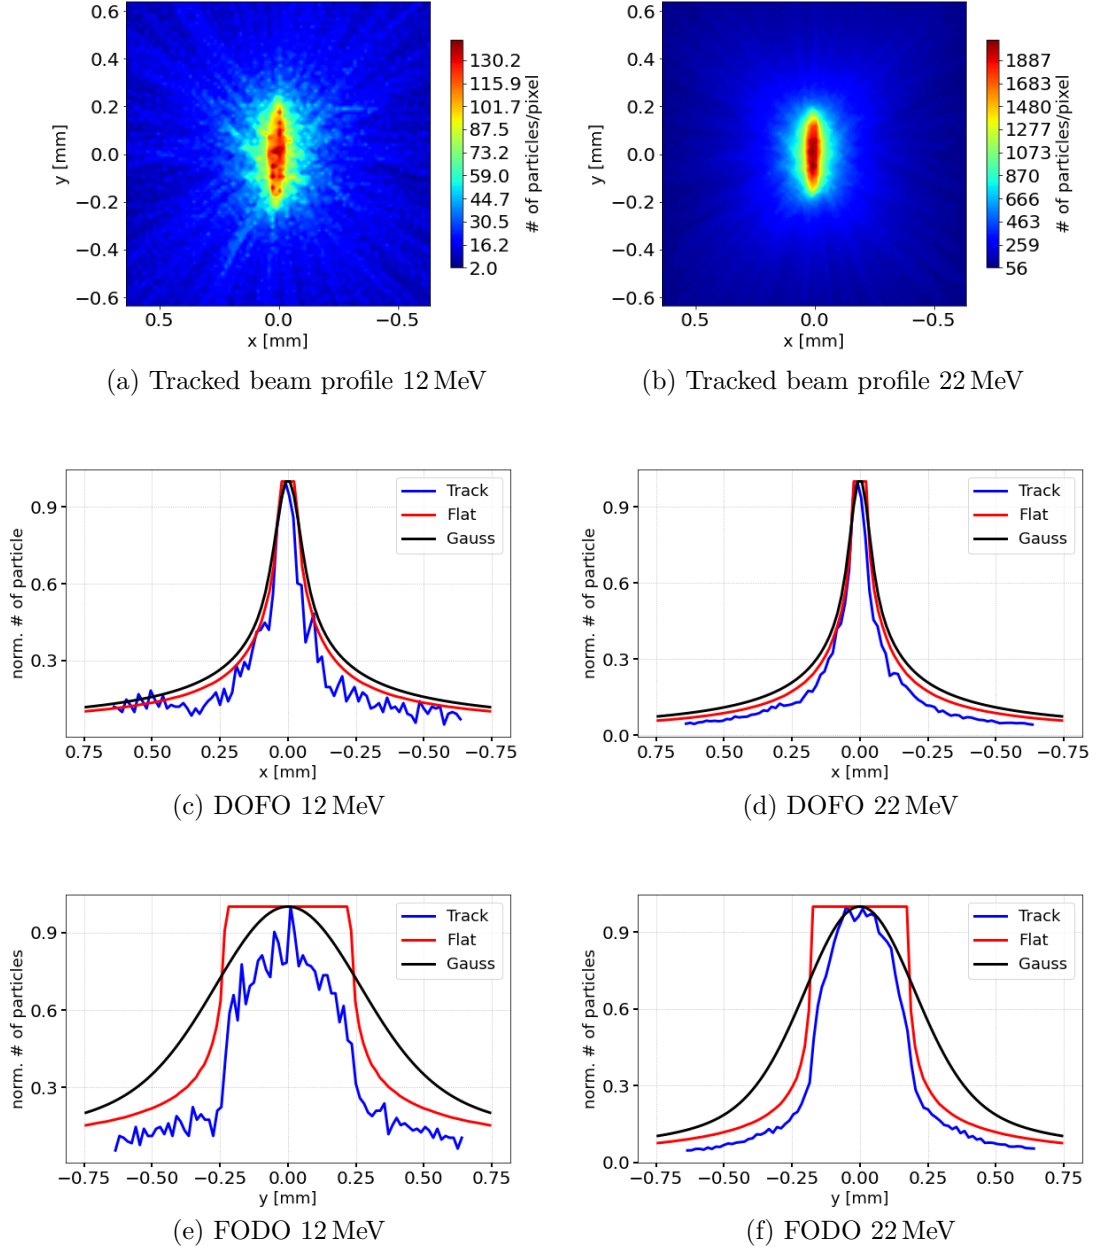 0.6
0.4
0.2
0.0
−0.2
−0.4
−0.6
y [mm]
0.5 0.0 −0.5
x [mm]
130.2
115.9
101.7
87.5
73.2
59.0
44.7
30.5
16.2
2.0
# of particles/pixel
(a) Tracked beam profile 12 MeV
0.6
0.4
0.2
0.0
−0.2
−0.4
−0.6
y [mm]
0.5 0.0 −0.5
x [mm]
1887
1683
1480
1277
1073
870
666
463
259
56
# of particles/pixel
(b) Tracked beam profile 22 MeV
norm. # of particle
0.9
0.6
0.3
Track
Flat
Gauss
0.75 0.50 0.25 0.00 −0.25 −0.50 −0.75
x [mm]
(c) DOFO 12 MeV
norm. # of particle
0.9
0.6
0.3
0.0
Track
Flat
Gauss
0.75 0.50 0.25 0.00 −0.25 −0.50 −0.75
x [mm]
(d) DOFO 22 MeV
norm. # of particles
0.9
0.6
0.3
Track
Flat
Gauss
−0.75 −0.50 −0.25 0.00 0.25 0.50 0.75
y [mm]
(e) FODO 12 MeV
norm. # of particles
0.9
0.6
0.3
0.0
Track
Flat
Gauss
−0.75 −0.50 −0.25 0.00 0.25 0.50 0.75
y [mm]
(f) FODO 22 MeV